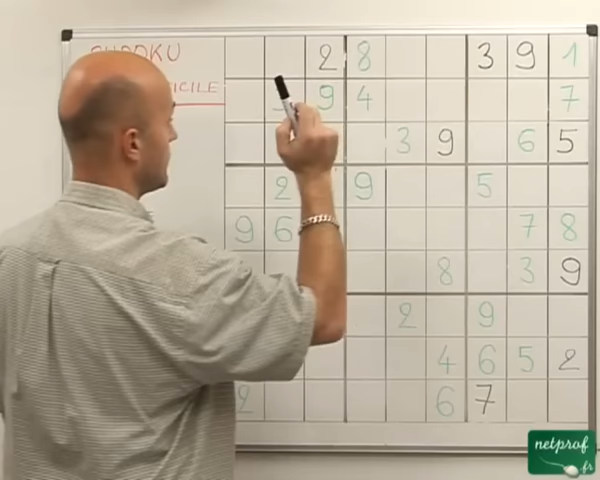 SUDOKU
2 8 3 9 1
9 4 7
3 9 6 5
2 9 5
9 6 7 8
8 3 9
2 9
4 6 5 2
2 6 7
netprof
.fr